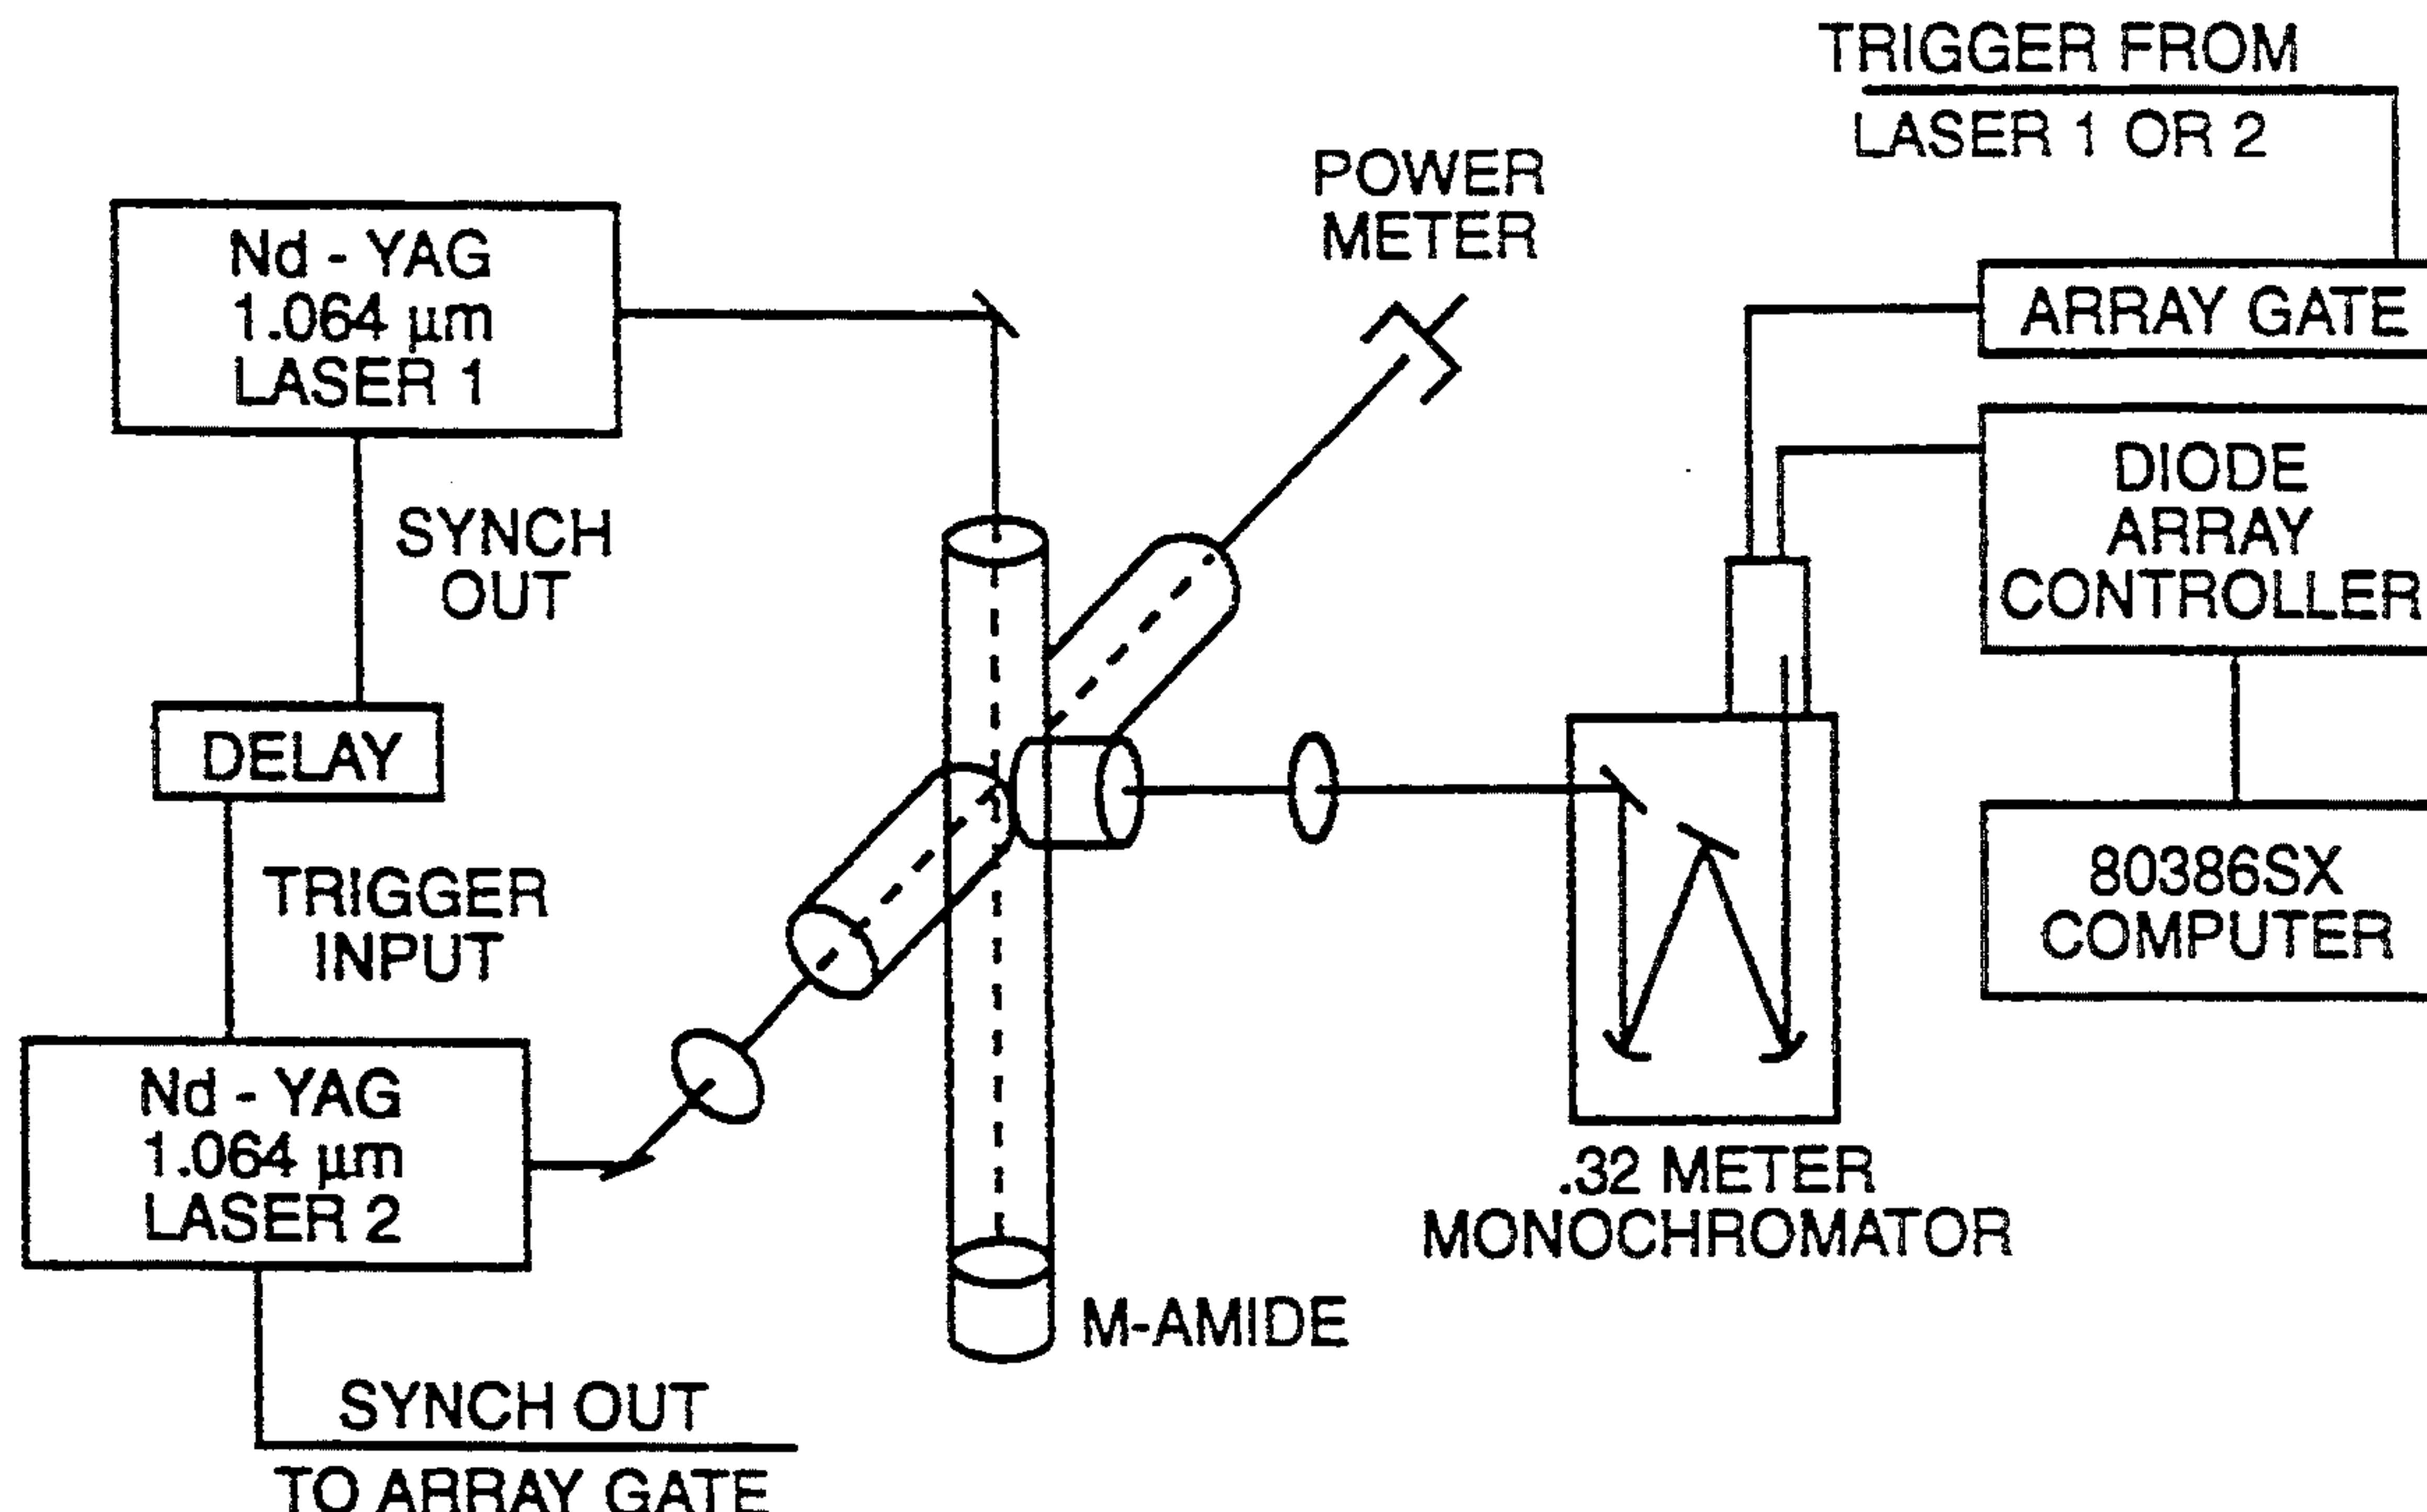 TRIGGER FROM
LASER 1 OR 2
POWER
METER
Nd - YAG
1.064 µm
LASER 1
ARRAY GATE
DIODE
ARRAY
CONTROLLER
SYNCH
OUT
DELAY
TRIGGER
INPUT
80386SX
COMPUTER
Nd - YAG
1.064 µm
LASER 2
.32 METER
MONOCHROMATOR
M-AMIDE
SYNCH OUT
TO ARRAY GATE